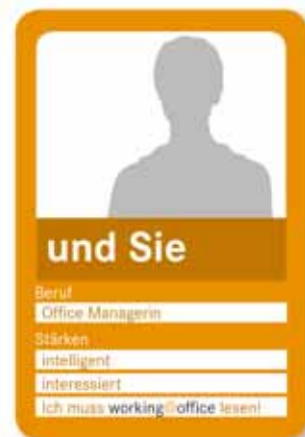 und Sie
Beruf
Office Managerin
Stärken
intelligent
interessiert
Ich muss working@office lesen!